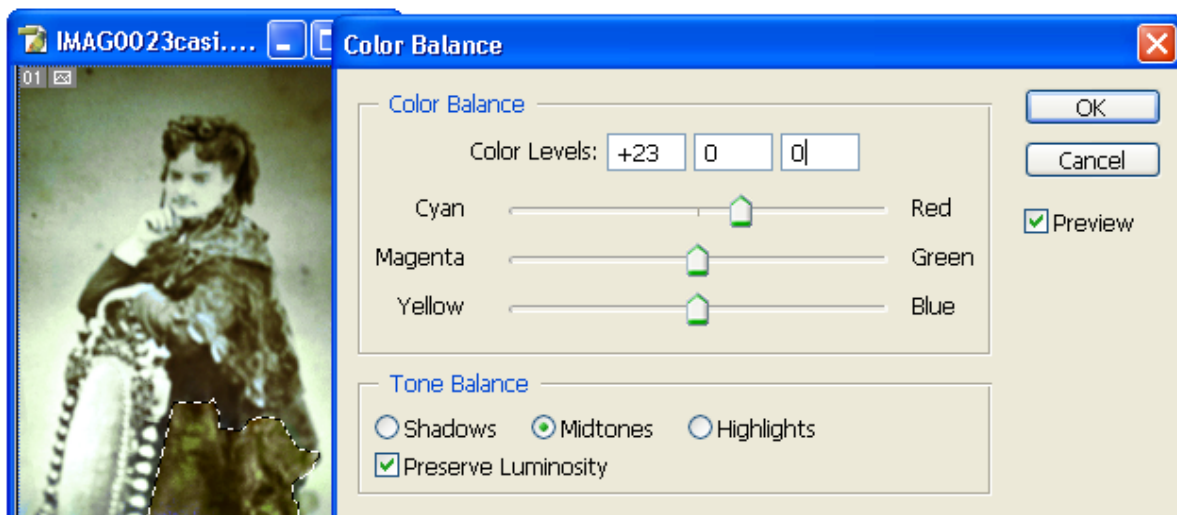 IMAG0023casi....
Color Balance
01
Color Balance
OK
Color Levels: +23 0 0
Cancel
Cyan Red
Preview
Magenta Green
Yellow Blue
Tone Balance
Shadows Midtones Highlights
Preserve Luminosity